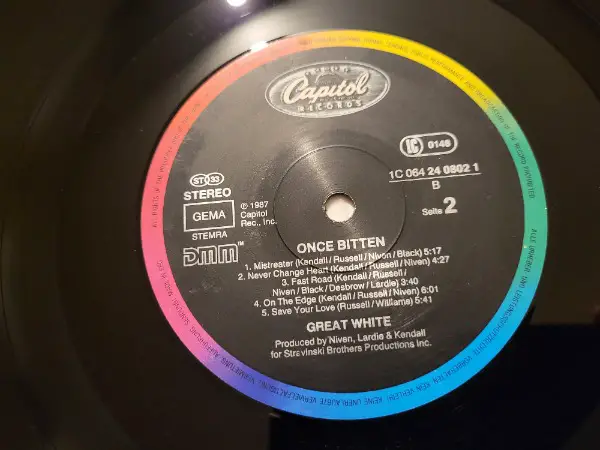 Capitol
RECORDS
LC 0148
1C 064 24 0802 1
B
Seite 2
ST 33
STEREO
GEMA
STEMRA
DMM
℗ 1987
Capitol
Rec., Inc.
ONCE BITTEN
1. Mistreater (Kendall / Russell / Niven / Black) 5:17
2. Never Change Heart (Kendall / Russell / Niven) 4:27
3. Fast Road (Kendall / Russell /
Niven / Black / Desbrow / Lardie) 3:40
4. On The Edge (Kendall / Russell / Niven) 6:01
5. Save Your Love (Russell / Williams) 5:41
GREAT WHITE
Produced by Niven, Lardie & Kendall
for Stravinski Brothers Productions Inc.